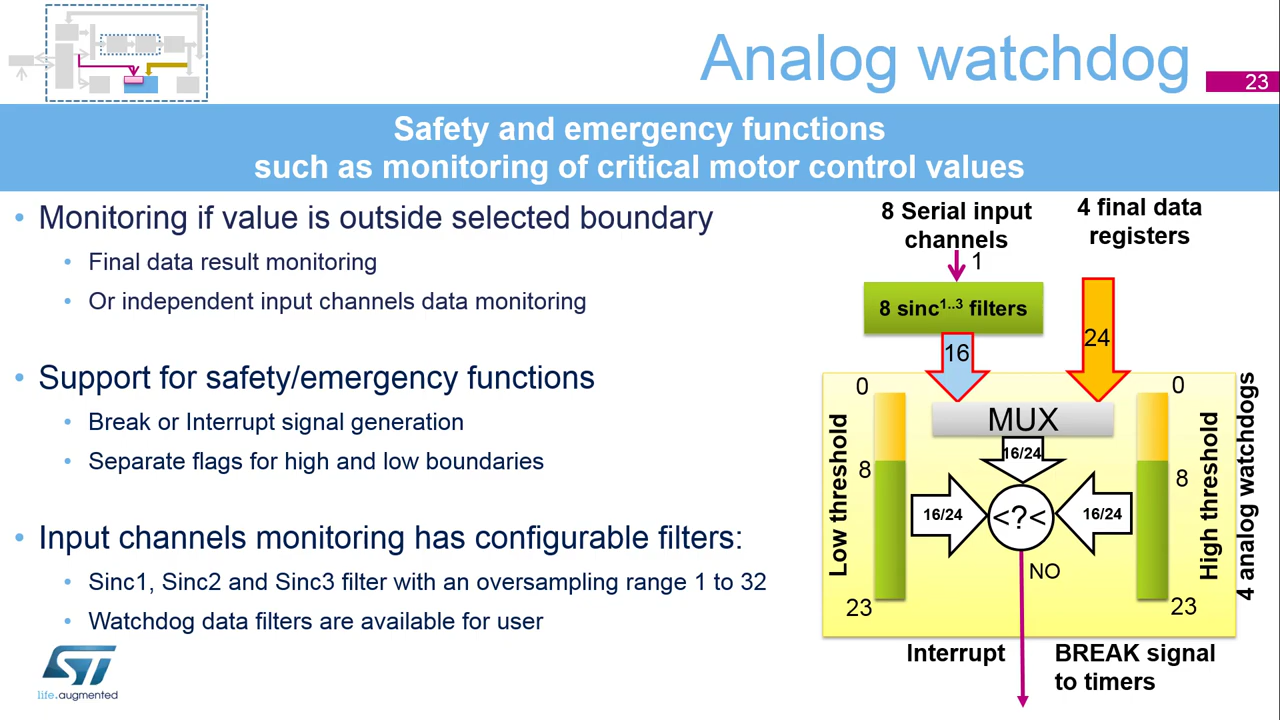 Analog watchdog
23
Safety and emergency functions
such as monitoring of critical motor control values
• Monitoring if value is outside selected boundary
• Final data result monitoring
• Or independent input channels data monitoring
• Support for safety/emergency functions
• Break or Interrupt signal generation
• Separate flags for high and low boundaries
• Input channels monitoring has configurable filters:
• Sinc1, Sinc2 and Sinc3 filter with an oversampling range 1 to 32
• Watchdog data filters are available for user
8 Serial input
channels
1
4 final data
registers
8 sinc1..3 filters
16
24
0
0
MUX
16/24
Low threshold
8
16/24
<?<
16/24
8
High threshold
4 analog watchdogs
NO
23
23
Interrupt
BREAK signal
to timers
ST
life.augmented